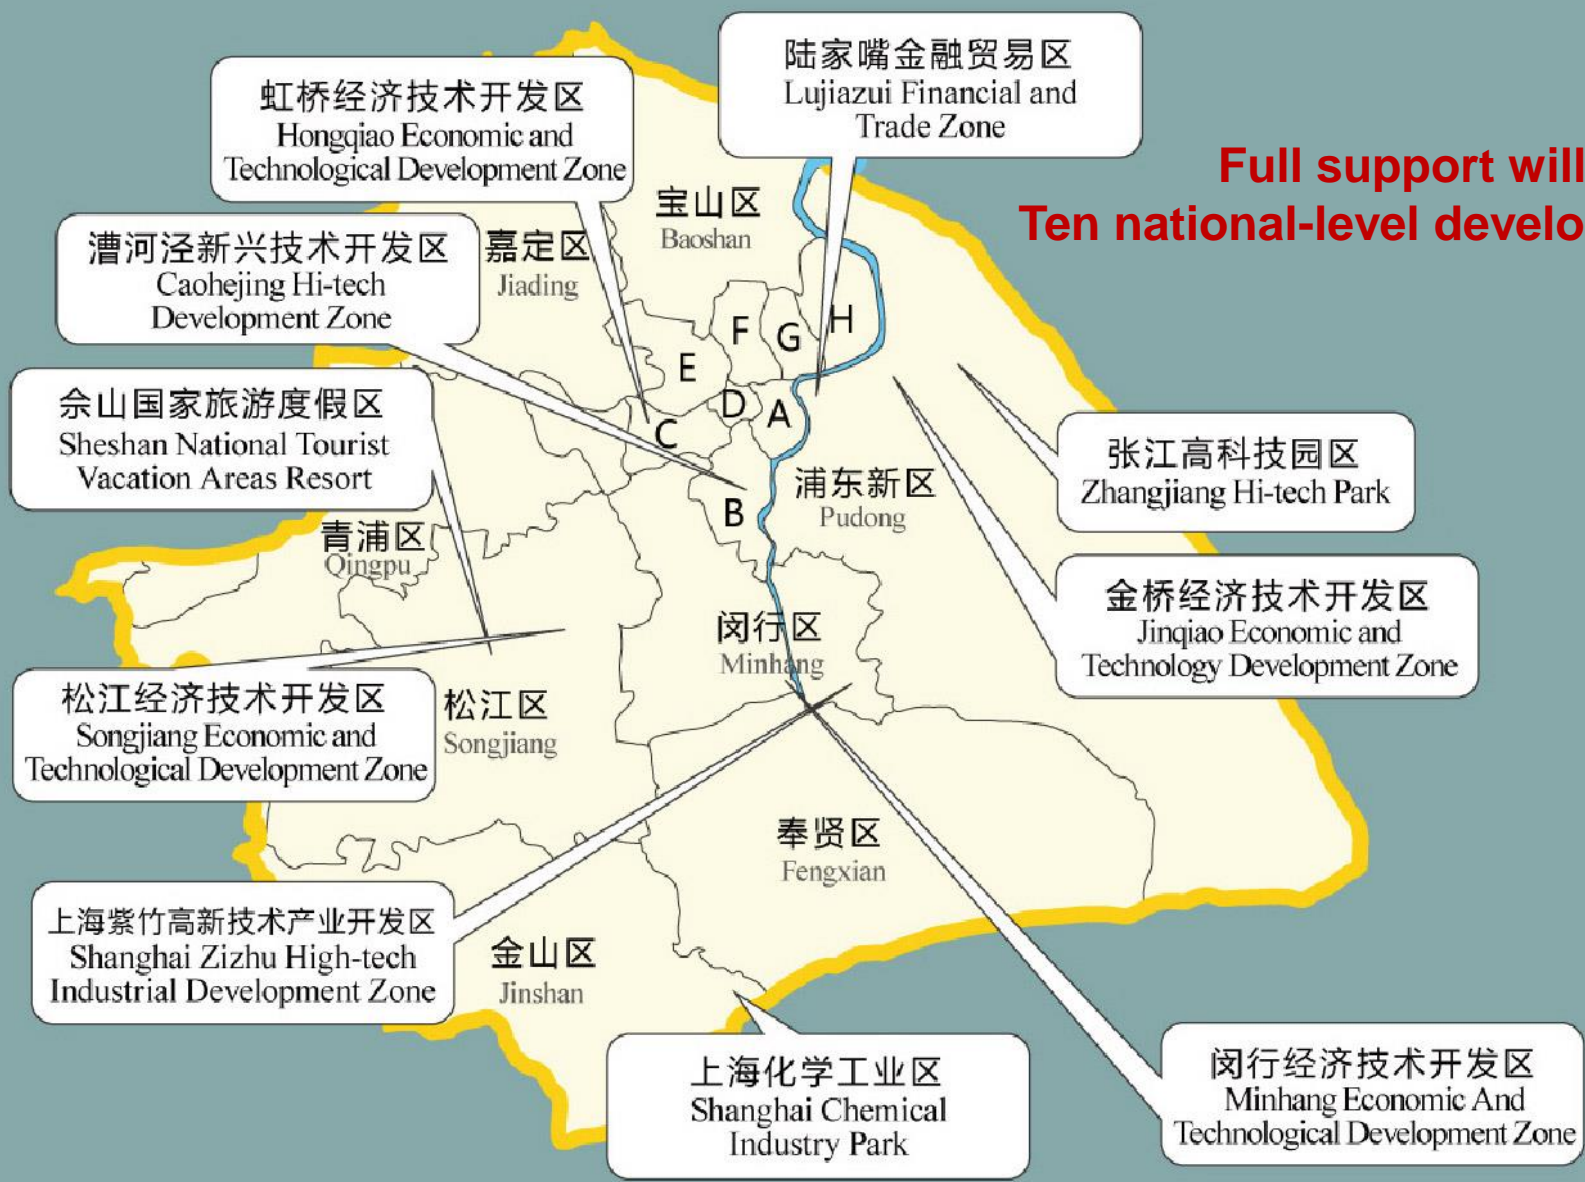 陆家嘴金融贸易区
Lujiazui Financial and
Trade Zone
虹桥经济技术开发区
Hongqiao Economic and
Technological Development Zone
Full support will
Ten national-level develo
宝山区
Baoshan
漕河泾新兴技术开发区
Caohejing Hi-tech
Development Zone
嘉定区
Jiading
F
G
H
E
D
A
C
B
佘山国家旅游度假区
Sheshan National Tourist
Vacation Areas Resort
张江高科技园区
Zhangjiang Hi-tech Park
浦东新区
Pudong
青浦区
Qingpu
金桥经济技术开发区
Jinqiao Economic and
Technology Development Zone
闵行区
Minhang
松江经济技术开发区
Songjiang Economic and
Technological Development Zone
松江区
Songjiang
奉贤区
Fengxian
上海紫竹高新技术产业开发区
Shanghai Zizhu High-tech
Industrial Development Zone
金山区
Jinshan
上海化学工业区
Shanghai Chemical
Industry Park
闵行经济技术开发区
Minhang Economic And
Technological Development Zone